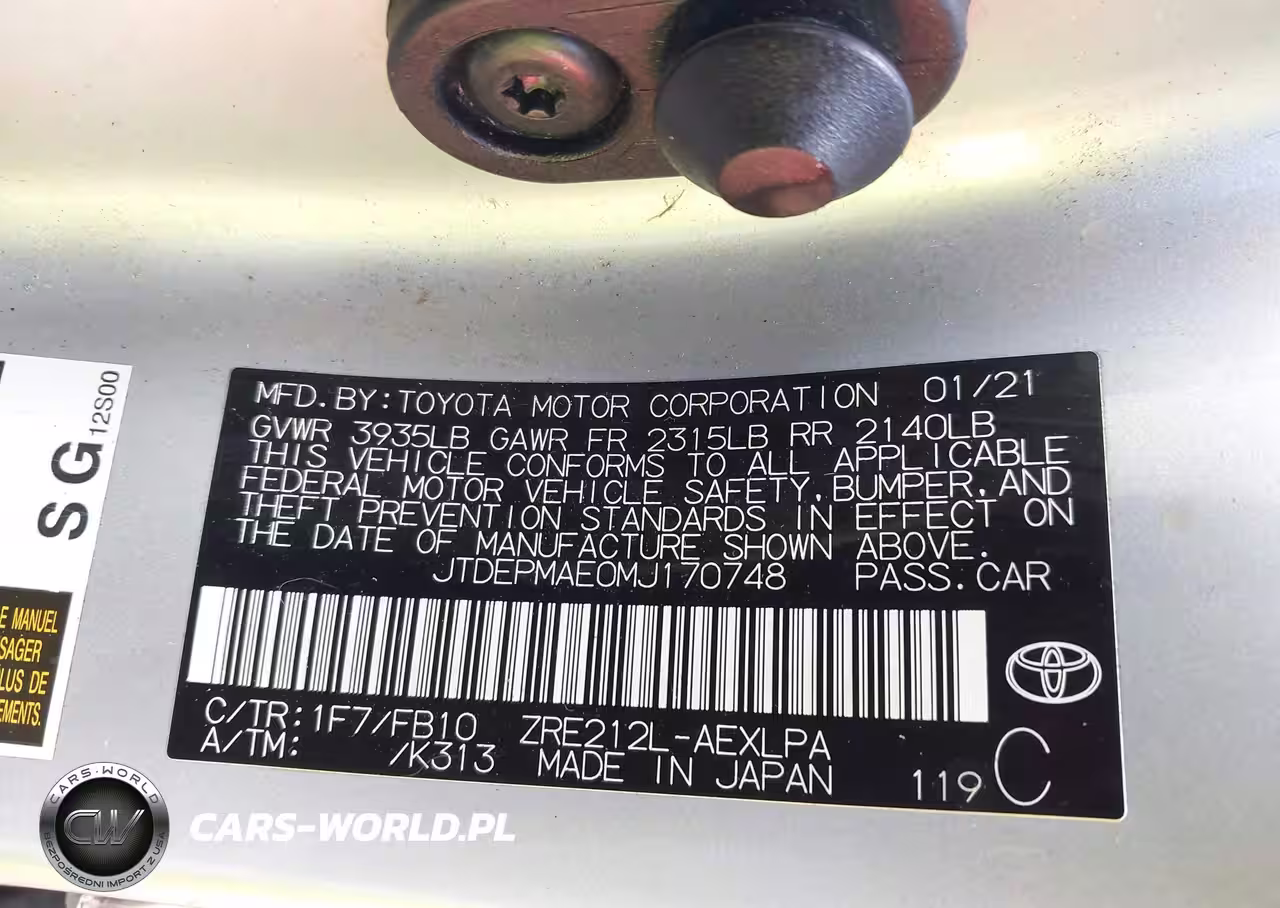 MFD. BY: TOYOTA MOTOR CORPORATION 01/21
GVWR 3935LB GAWR FR 2315LB RR 2140LB
THIS VEHICLE CONFORMS TO ALL APPLICABLE
FEDERAL MOTOR VEHICLE SAFETY, BUMPER, AND
THEFT PREVENTION STANDARDS IN EFFECT ON
THE DATE OF MANUFACTURE SHOWN ABOVE.
JTDEPMAE0MJ170748 PASS. CAR
C/TR: 1F7/FB10 ZRE212L-AEXLPA
A/TM: /K313 MADE IN JAPAN
119 C
S G 12S00
E MANUEL
SAGER
LUS DE
EMENTS.
CARS-WORLD
CW
BEZPOŚREDNI IMPORT Z USA
CARS-WORLD.PL